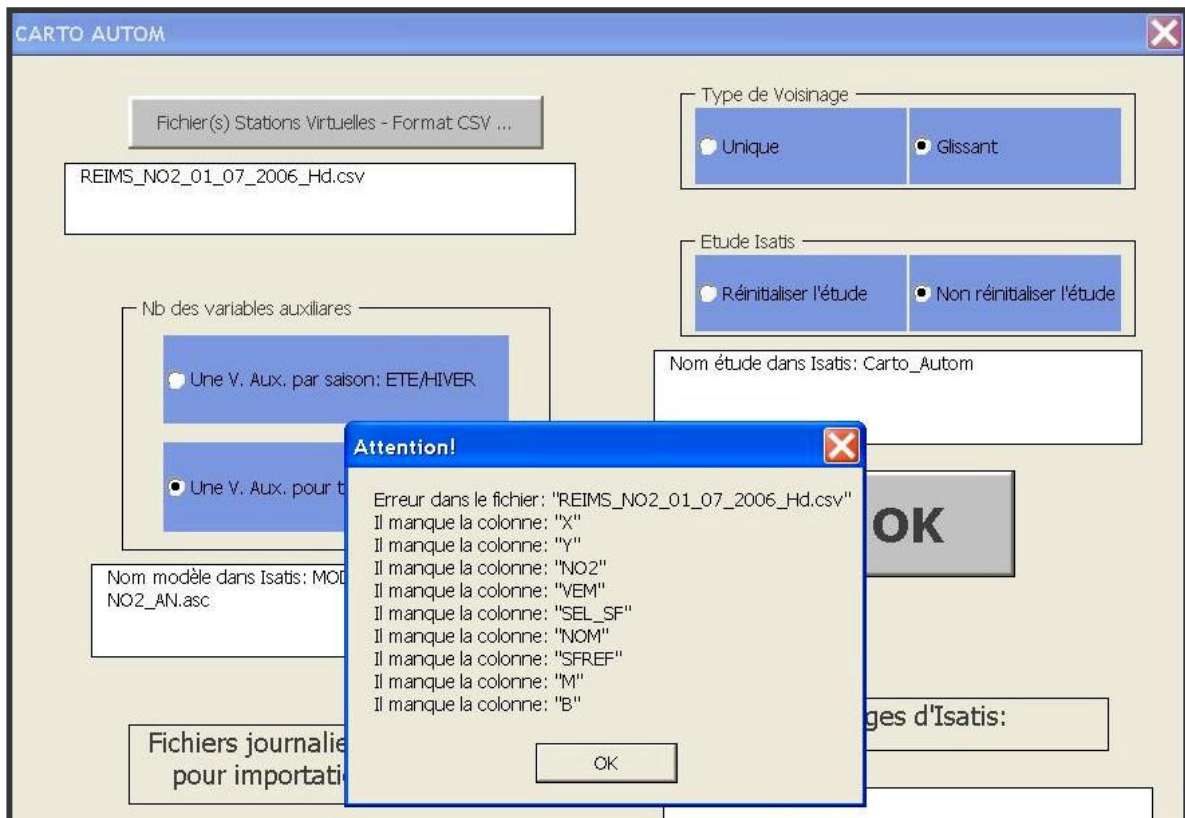 CARTO AUTOM
Fichier(s) Stations Virtuelles - Format CSV ...
REIMS_NO2_01_07_2006_Hd.csv
Type de Voisinage
Unique
Glissant
Etude Isatis
Réinitialiser l'étude
Non réinitialiser l'étude
Nom étude dans Isatis: Carto_Autom
Nb des variables auxiliares
Une V. Aux. par saison: ETE/HIVER
Une V. Aux. pour t
Nom modèle dans Isatis: MOD
NO2_AN.asc
OK
Attention!
Erreur dans le fichier: "REIMS_NO2_01_07_2006_Hd.csv"
Il manque la colonne: "X"
Il manque la colonne: "Y"
Il manque la colonne: "NO2"
Il manque la colonne: "VEM"
Il manque la colonne: "SEL_SF"
Il manque la colonne: "NOM"
Il manque la colonne: "SFREF"
Il manque la colonne: "M"
Il manque la colonne: "B"
OK
Fichiers journalie
pour importati
ges d'Isatis: